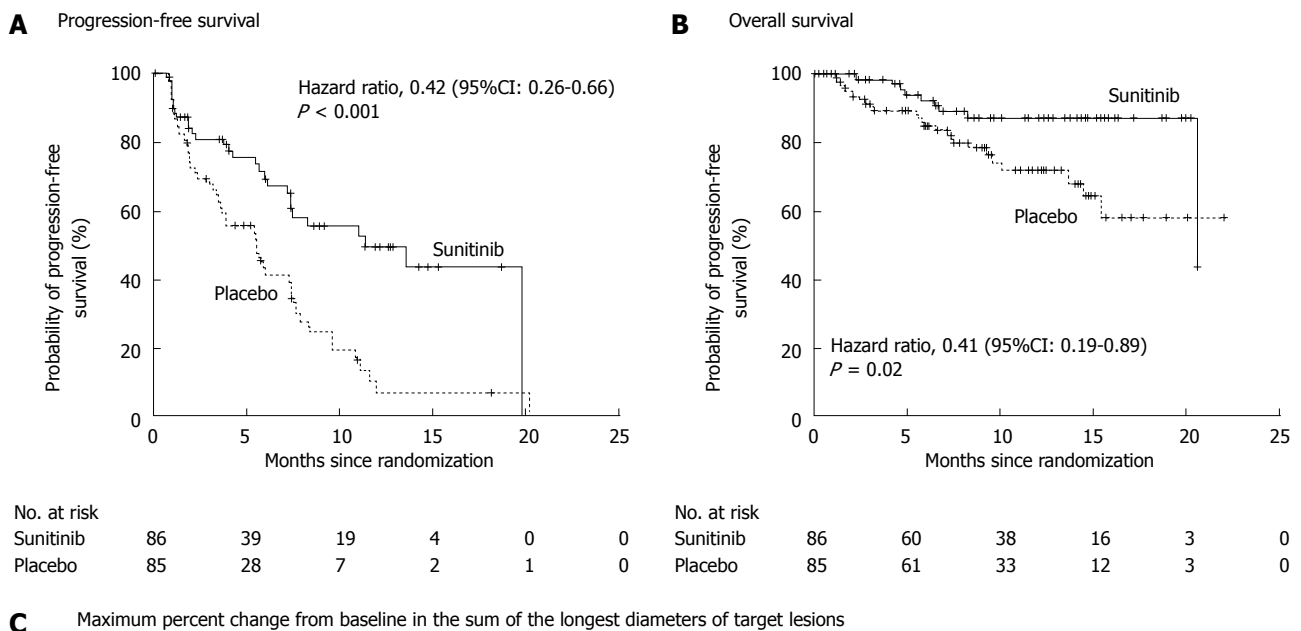 A Progression-free survival
100
80
60
40
20
0
Probability of progression-free
survival (%)
Hazard ratio, 0.42 (95%CI: 0.26-0.66)
P < 0.001
Sunitinib
Placebo
0 5 10 15 20 25
Months since randomization
No. at risk
Sunitinib 86 39 19 4 0 0
Placebo 85 28 7 2 1 0
B Overall survival
100
80
60
40
20
0
Probability of progression-free
survival (%)
Sunitinib
Placebo
Hazard ratio, 0.41 (95%CI: 0.19-0.89)
P = 0.02
0 5 10 15 20 25
Months since randomization
No. at risk
Sunitinib 86 60 38 16 3 0
Placebo 85 61 33 12 3 0
C Maximum percent change from baseline in the sum of the longest diameters of target lesions